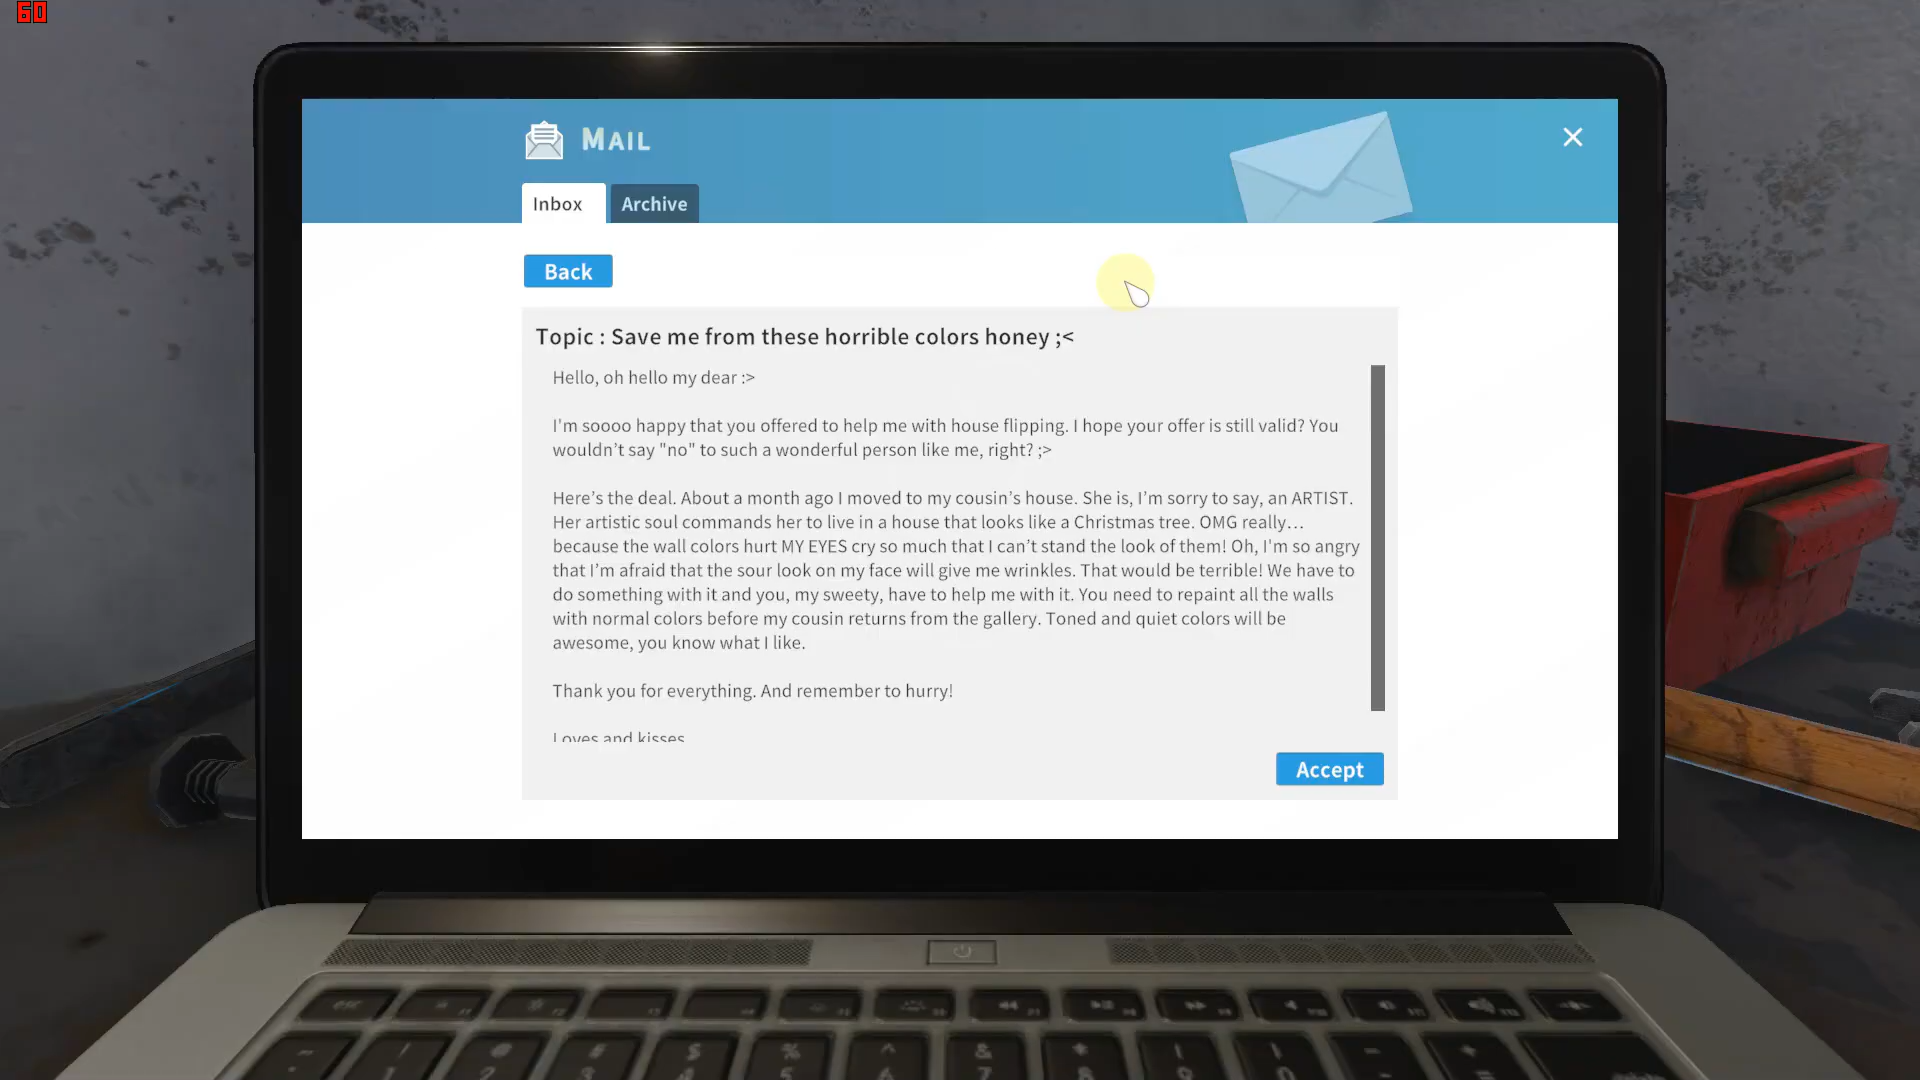 60
MAIL
Inbox
Archive
Back
Topic : Save me from these horrible colors honey ;<
Hello, oh hello my dear :>
I'm soooo happy that you offered to help me with house flipping. I hope your offer is still valid? You
wouldn't say "no" to such a wonderful person like me, right? ;>
Here’s the deal. About a month ago I moved to my cousin’s house. She is, I’m sorry to say, an ARTIST.
Her artistic soul commands her to live in a house that looks like a Christmas tree. OMG really…
because the wall colors hurt MY EYES cry so much that I can’t stand the look of them! Oh, I'm so angry
that I’m afraid that the sour look on my face will give me wrinkles. That would be terrible! We have to
do something with it and you, my sweety, have to help me with it. You need to repaint all the walls
with normal colors before my cousin returns from the gallery. Toned and quiet colors will be
awesome, you know what I like.
Thank you for everything. And remember to hurry!
Loves and kisses
Accept